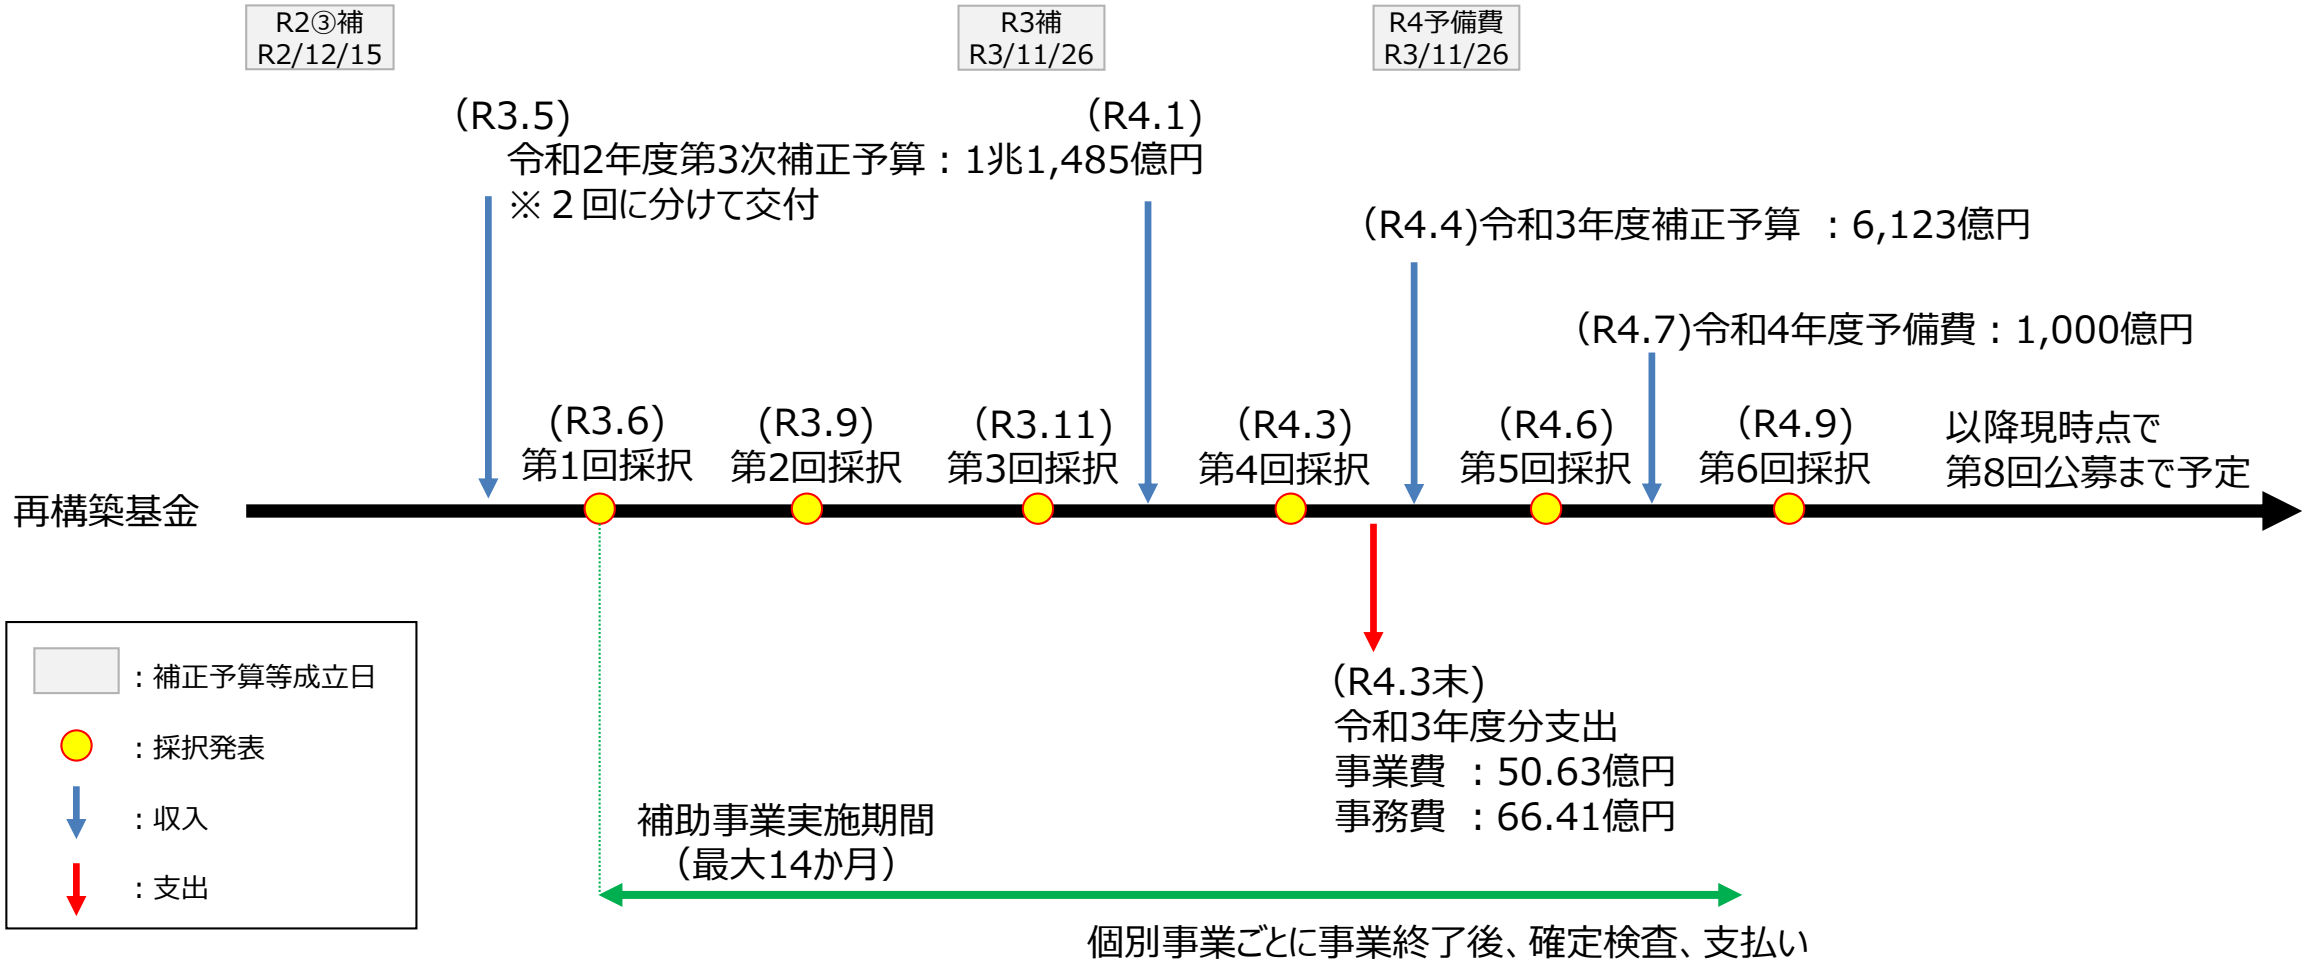 R2③補
R2/12/15
R3補
R3/11/26
R4予備費
R3/11/26
（R3.5)
（R4.1)
令和2年度第3次補正予算：1兆1,485億円
※２回に分けて交付
（R4.4)令和3年度補正予算 ：6,123億円
（R4.7)令和4年度予備費：1,000億円
(R3.6)
第1回採択
(R3.9)
第2回採択
（R3.11)
第3回採択
（R4.3)
第4回採択
（R4.6)
第5回採択
（R4.9)
第6回採択
以降現時点で
第8回公募まで予定
再構築基金
：補正予算等成立日
：採択発表
：収入
：支出
（R4.3末)
令和3年度分支出
事業費 ：50.63億円
事務費 ：66.41億円
補助事業実施期間
（最大14か月）
個別事業ごとに事業終了後、確定検査、支払い